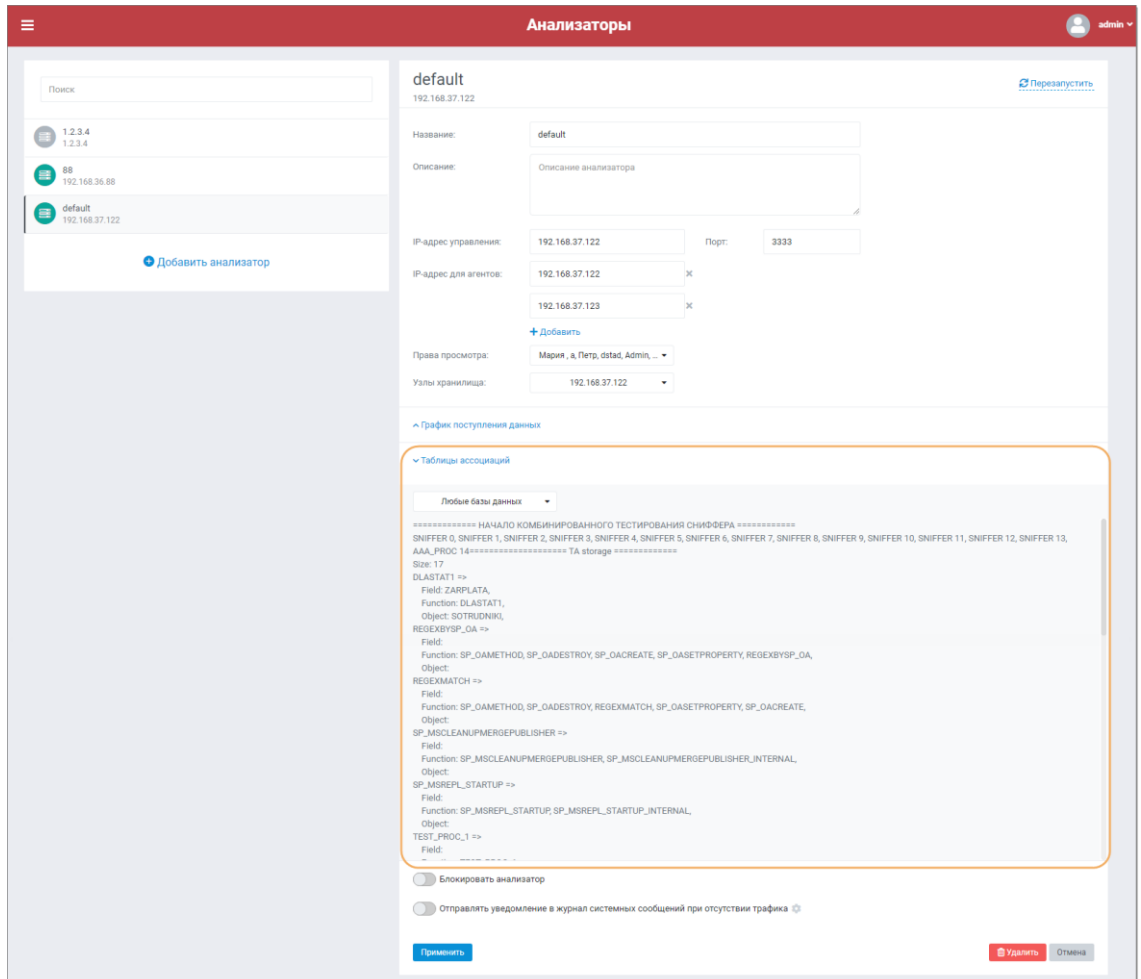 Анализаторы
admin
Поиск
1.2.3.4
1.2.3.4
88
192.168.36.88
default
192.168.37.122
Добавить анализатор
default
192.168.37.122
Перезапустить
Название:
default
Описание:
Описание анализатора
IP-адрес управления:
192.168.37.122
Порт:
3333
IP-адрес для агентов:
192.168.37.122
192.168.37.123
Добавить
Права просмотра:
Мария , а, Петр, dstad, Admin, ...
Узлы хранилища:
192.168.37.122
График поступления данных
Таблицы ассоциаций
Любые базы данных
============= НАЧАЛО КОМБИНИРОВАННОГО ТЕСТИРОВАНИЯ СНИФФЕРА ============
SNIFFER 0, SNIFFER 1, SNIFFER 2, SNIFFER 3, SNIFFER 4, SNIFFER 5, SNIFFER 6, SNIFFER 7, SNIFFER 8, SNIFFER 9, SNIFFER 10, SNIFFER 11, SNIFFER 12, SNIFFER 13,
AAA_PROC 14==================== TA storage =============
Size: 17
DLASTAT1 =>
Field: ZARPLATA,
Function: DLASTAT1,
Object: SOTRUDNIKI,
REGEXBYSP_OA =>
Field:
Function: SP_OAMETHOD, SP_OADESTROY, SP_OACREATE, SP_OASETPROPERTY, REGEXBYSP_OA,
Object:
REGEXMATCH =>
Field:
Function: SP_OAMETHOD, SP_OADESTROY, REGEXMATCH, SP_OASETPROPERTY, SP_OACREATE,
Object:
SP_MSCLEANUPMERGEPUBLISHER =>
Field:
Function: SP_MSCLEANUPMERGEPUBLISHER, SP_MSCLEANUPMERGEPUBLISHER_INTERNAL,
Object:
SP_MSREPL_STARTUP =>
Field:
Function: SP_MSREPL_STARTUP, SP_MSREPL_STARTUP_INTERNAL,
Object:
TEST_PROC_1 =>
Field:
Блокировать анализатор
Отправлять уведомление в журнал системных сообщений при отсутствии трафика
Применить
Удалить
Отмена